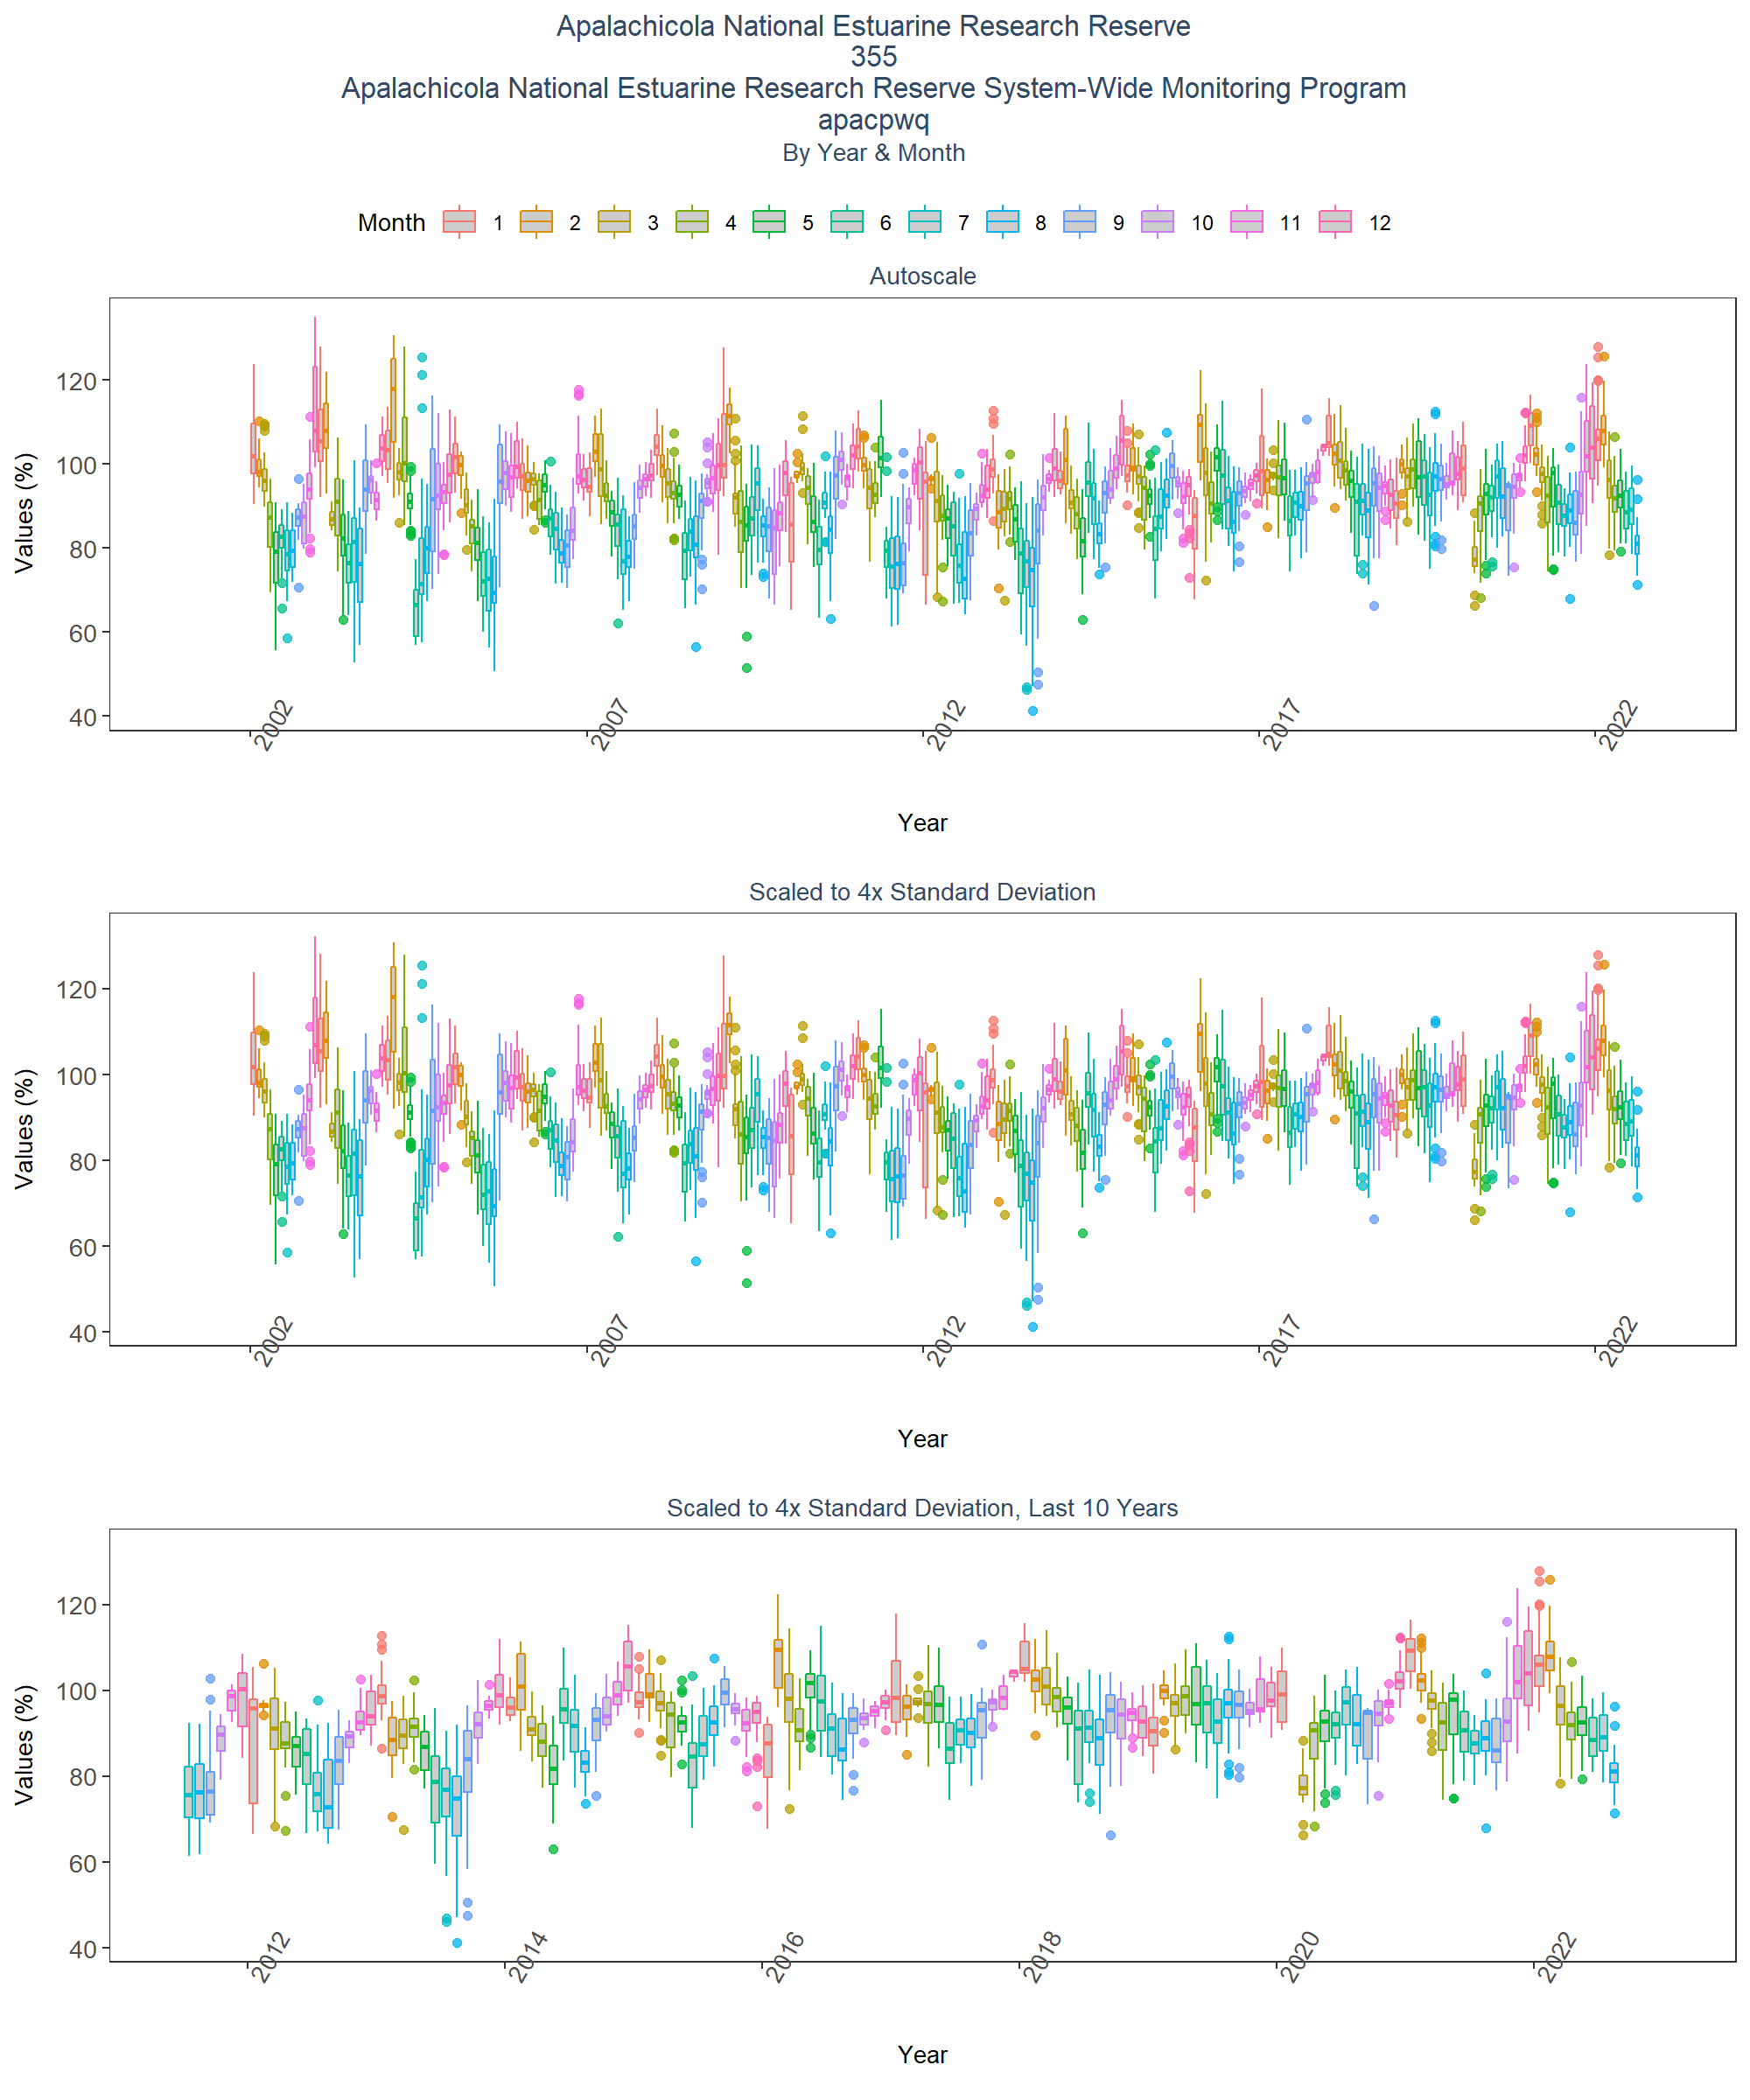 Apalachicola National Estuarine Research Reserve
355
Apalachicola National Estuarine Research Reserve System-Wide Monitoring Program
apacpwq
By Year & Month
Month 1 2 3 4 5 6 7 8 9 10 11 12
Autoscale
Values (%)
120
100
80
60
40
2002 2007 2012 2017 2022
Year
Scaled to 4x Standard Deviation
Values (%)
120
100
80
60
40
2002 2007 2012 2017 2022
Year
Scaled to 4x Standard Deviation, Last 10 Years
Values (%)
120
100
80
60
40
2012 2014 2016 2018 2020 2022
Year